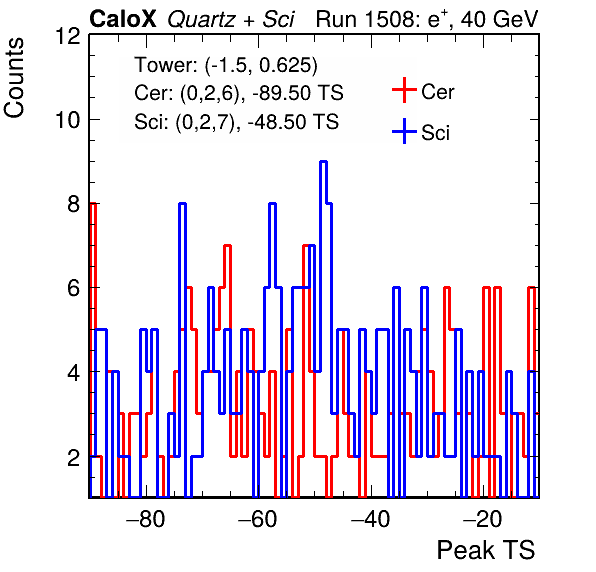 CaloX Quartz + Sci Run 1508: e⁺, 40 GeV
Counts
12
10
8
6
4
2
Tower: (-1.5, 0.625)
Cer: (0,2,6), -89.50 TS
Sci: (0,2,7), -48.50 TS
Cer
Sci
−80 −60 −40 −20
Peak TS